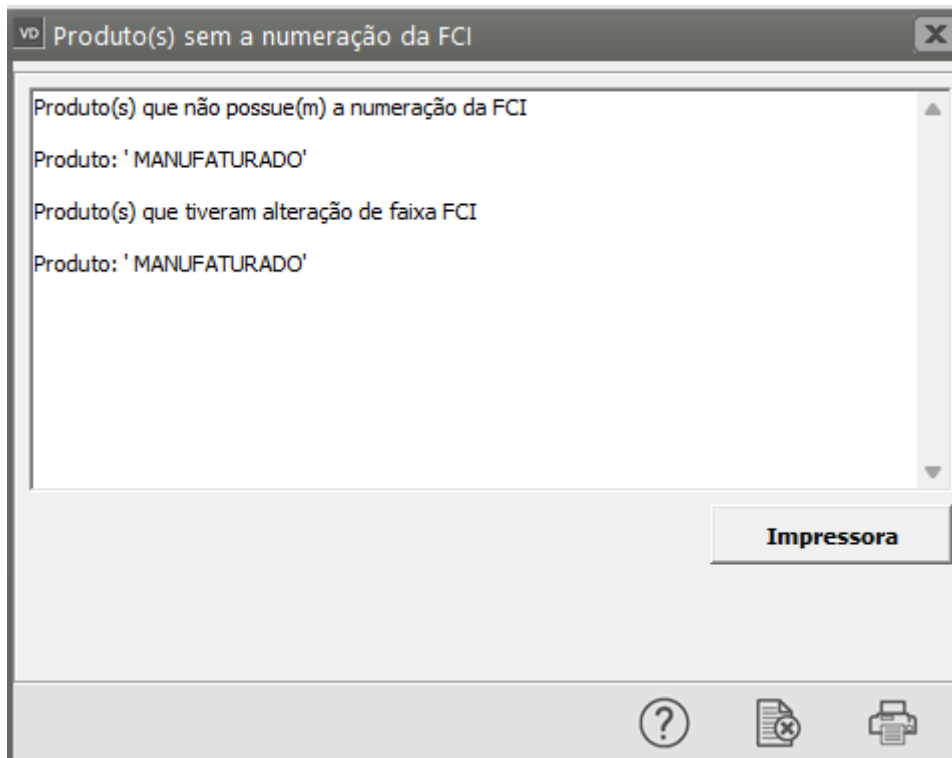 VD Produto(s) sem a numeração da FCI
Produto(s) que não possue(m) a numeração da FCI
Produto: ' MANUFATURADO'
Produto(s) que tiveram alteração de faixa FCI
Produto: ' MANUFATURADO'
Impressora